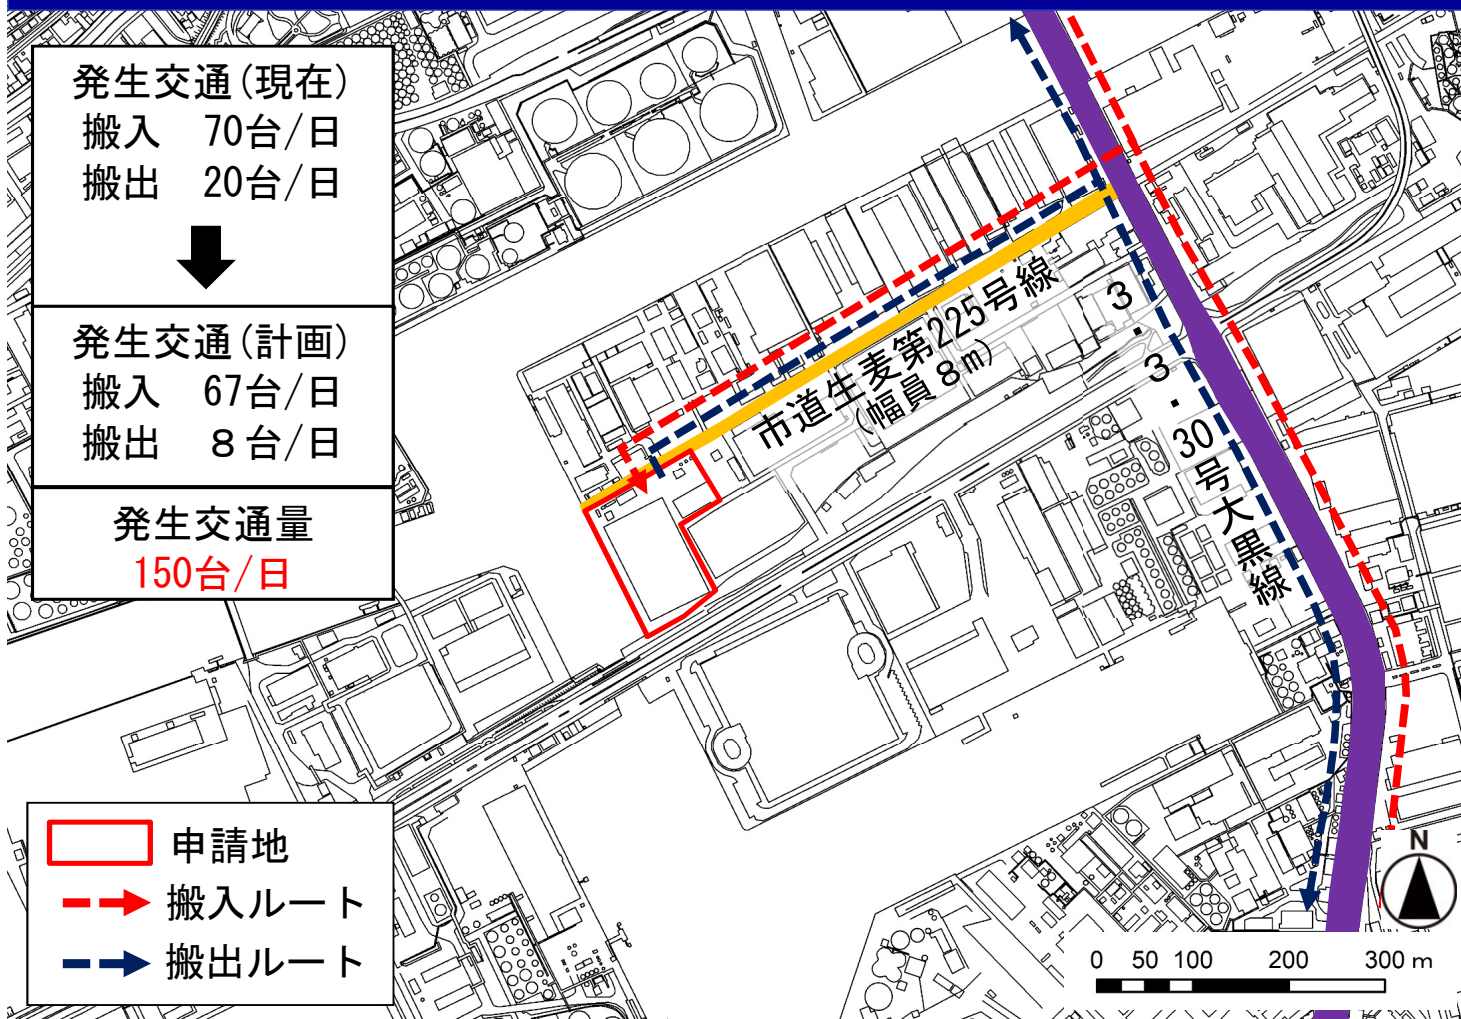 発生交通(現在)
搬入 70台/日
搬出 20台/日
発生交通(計画)
搬入 67台/日
搬出 8台/日
発生交通量
150台/日
市道生麦第225号線
(幅員8m)
3・3・30号大黒線
申請地
搬入ルート
搬出ルート
N
0 50 100 200 300 m